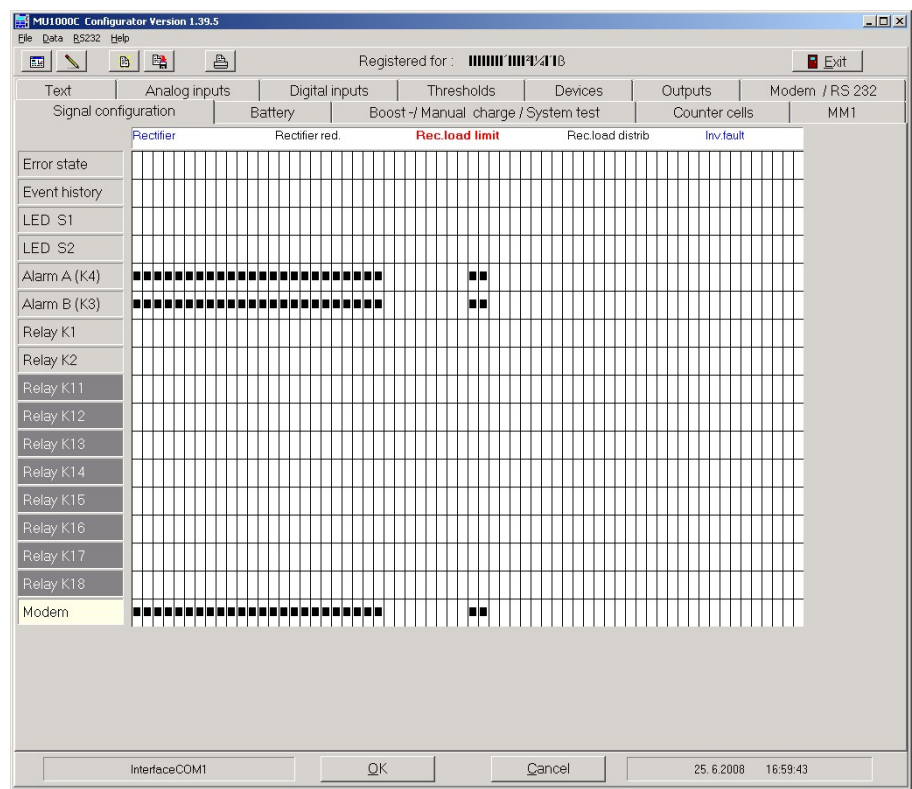 MU1000C Configurator Version 1.39.5
File Data RS232 Help
Registered for :
Exit
Text Analog inputs Digital inputs Thresholds Devices Outputs Modem / RS 232
Signal configuration Battery Boost -/ Manual charge / System test Counter cells MM1
Rectifier Rectifier red. Rec.load limit Rec.load distrib Inv.fault
Error state
Event history
LED S1
LED S2
Alarm A (K4)
Alarm B (K3)
Relay K1
Relay K2
Relay K11
Relay K12
Relay K13
Relay K14
Relay K15
Relay K16
Relay K17
Relay K18
Modem
InterfaceCOM1 OK Cancel 25. 6.2008 16:59:43